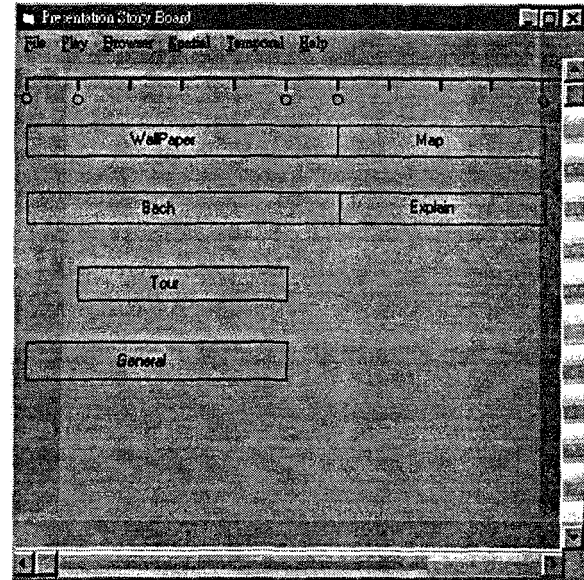 Presentation Story Board
File Play Browser Spatial Temporal Help
WallPaper Map
Bach Explain
Tour
General